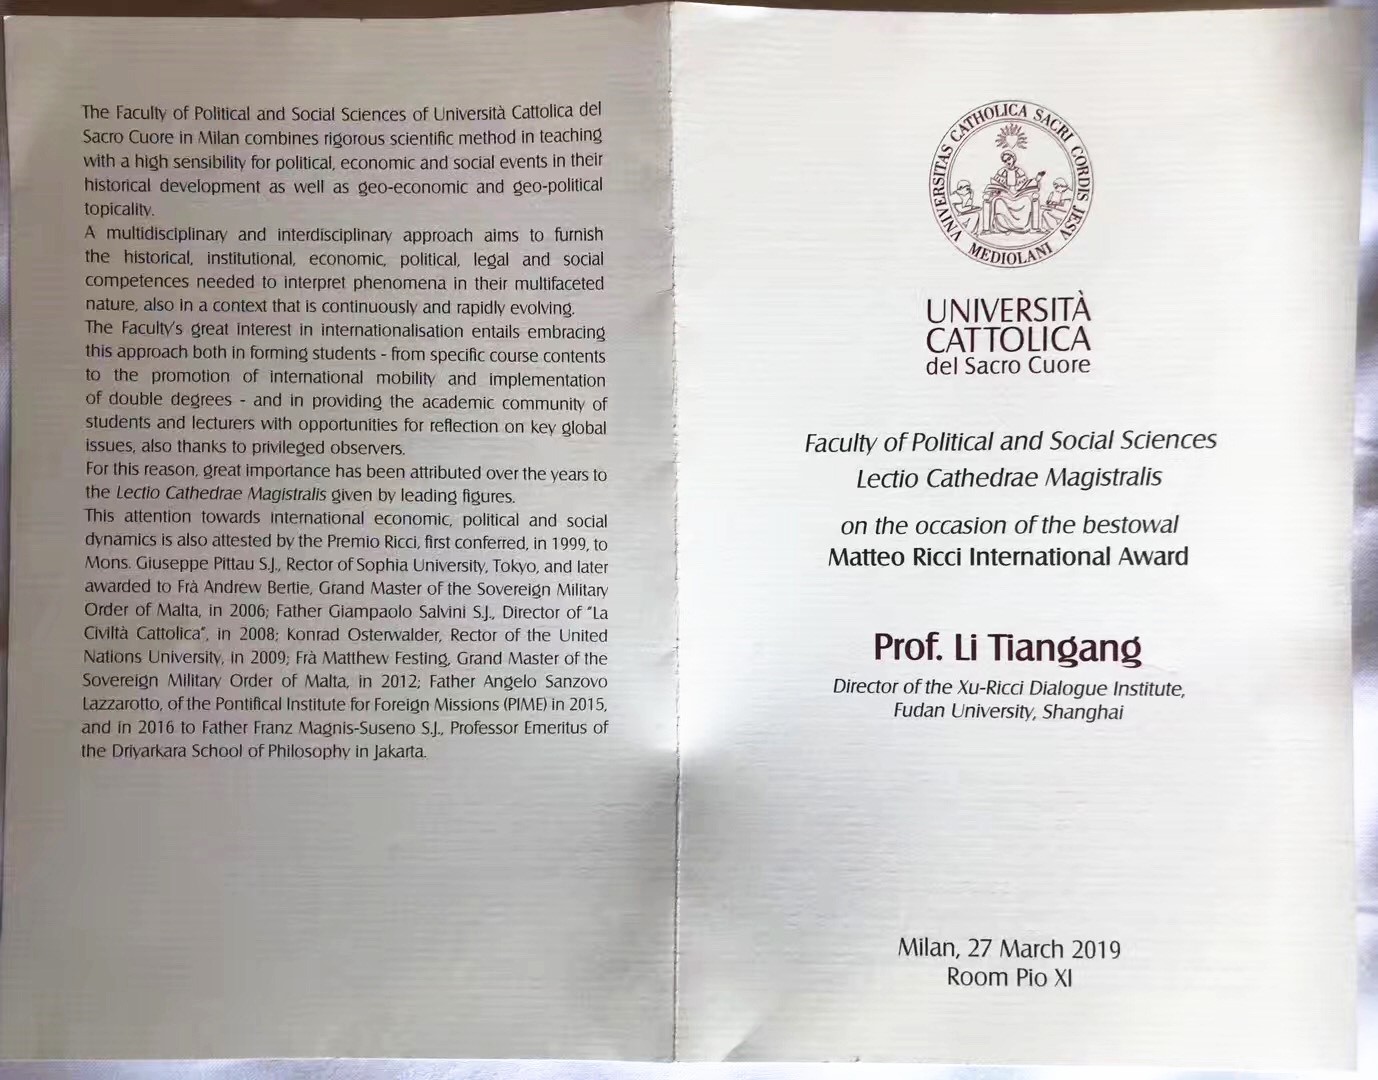 The Faculty of Political and Social Sciences of Università Cattolica del
Sacro Cuore in Milan combines rigorous scientific method in teaching
with a high sensibility for political, economic and social events in their
historical development as well as geo-economic and geo-political
topicality.
A multidisciplinary and interdisciplinary approach aims to furnish
the historical, institutional, economic, political, legal and social
competences needed to interpret phenomena in their multifaceted
nature, also in a context that is continuously and rapidly evolving.
The Faculty's great interest in internationalisation entails embracing
this approach both in forming students - from specific course contents
to the promotion of international mobility and implementation
of double degrees - and in providing the academic community of
students and lecturers with opportunities for reflection on key global
issues, also thanks to privileged observers.
For this reason, great importance has been attributed over the years to
the Lectio Cathedrae Magistralis given by leading figures.
This attention towards international economic, political and social
dynamics is also attested by the Premio Ricci, first conferred, in 1999, to
Mons. Giuseppe Pittau S.J., Rector of Sophia University, Tokyo, and later
awarded to Frà Andrew Bertie, Grand Master of the Sovereign Military
Order of Malta, in 2006; Father Giampaolo Salvini S.J., Director of "La
Civiltà Cattolica", in 2008; Konrad Osterwalder, Rector of the United
Nations University, in 2009; Frà Matthew Festing, Grand Master of the
Sovereign Military Order of Malta, in 2012; Father Angelo Sanzovo
Lazzarotto, of the Pontifical Institute for Foreign Missions (PIME) in 2015,
and in 2016 to Father Franz Magnis-Suseno S.J., Professor Emeritus of
the Driyarkara School of Philosophy in Jakarta.
VNIVERSITAS CATHOLICA SACRI CORDIS JESV
MEDIOLANI
UNIVERSITÀ
CATTOLICA
del Sacro Cuore
Faculty of Political and Social Sciences
Lectio Cathedrae Magistralis
on the occasion of the bestowal
Matteo Ricci International Award
Prof. Li Tiangang
Director of the Xu-Ricci Dialogue Institute,
Fudan University, Shanghai
Milan, 27 March 2019
Room Pio XI